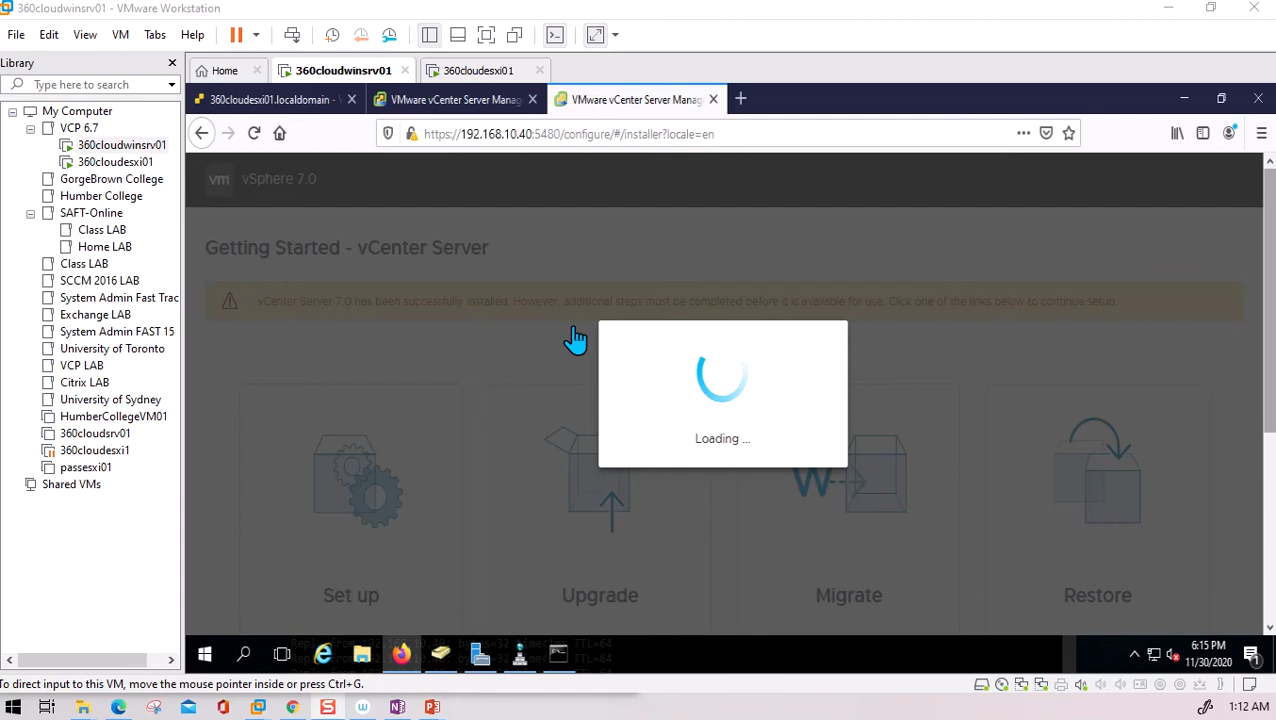 360cloudwinsrv01 - VMware Workstation
File Edit View VM Tabs Help
Library
Type here to search
My Computer
VCP 6.7
360cloudwinsrv01
360cloudesxi01
GorgeBrown College
Humber College
SAFT-Online
Class LAB
Home LAB
Class LAB
SCCM 2016 LAB
System Admin Fast Trac
Exchange LAB
System Admin FAST 15
University of Toronto
VCP LAB
Citrix LAB
University of Sydney
HumberCollegeVM01
360cloudsrv01
360cloudesxi1
passesxi01
Shared VMs
Home 360cloudwinsrv01 360cloudesxi01
360cloudesxi01.localdomain - VMware vCenter Server Manag VMware vCenter Server Manag
https://192.168.10.40:5480/configure/#/installer?locale=en
vm vSphere 7.0
Getting Started - vCenter Server
vCenter Server 7.0 has been successfully installed. However, additional steps must be completed before it is available for use. Click one of the links below to continue setup.
Loading ...
W
Set up Upgrade Migrate Restore
6:15 PM
11/30/2020
1
To direct input to this VM, move the mouse pointer inside or press Ctrl+G.
1:12 AM